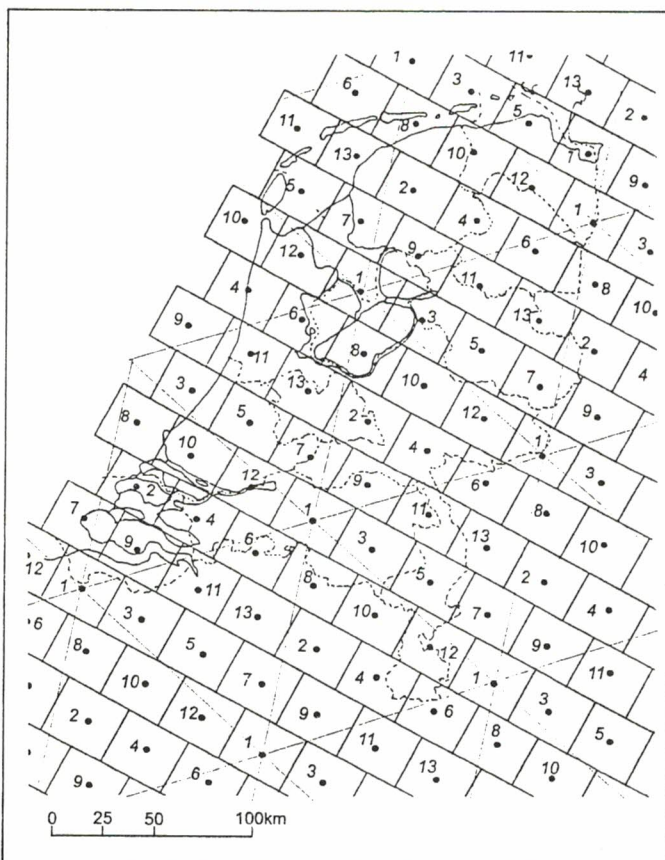 1 11
6 3 13
11 8 5 2
13 10 1
5 2 12 9
10 7 4 1
12 9 6 3
4 1 11 8
9 6 3 13 10
11 8 5 2
3 13 10 7 4
8 5 2 12 9
10 7 4 1
2 12 9 6 3
7 4 1 11 8
9 6 3 13 10
12 1 11 8 5 2
6 3 13 10 7 4
8 5 2 12 9
10 7 4 1 11
2 12 9 6 3
4 1 11 8 5
9 6 3 13 10
0 25 50 100km